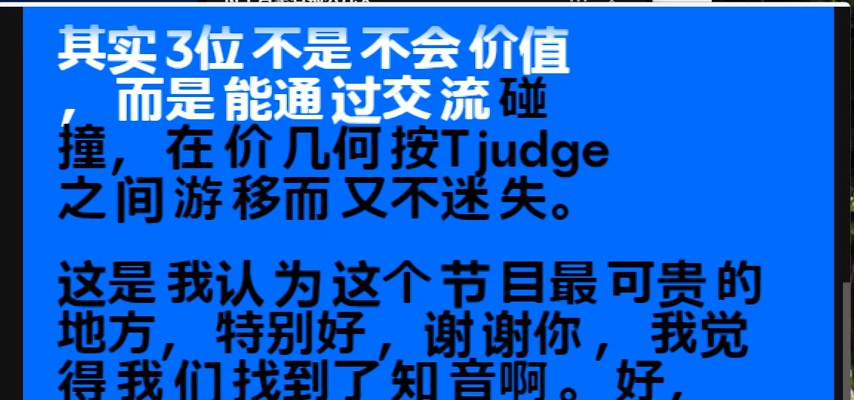 其实3位不是不会价值
，而是能通过交流碰
撞，在价几何按Tjudge
之间游移而又不迷失。
这是我认为这个节目最可贵的
地方，特别好，谢谢你，我觉
得我们找到了知音啊。好，